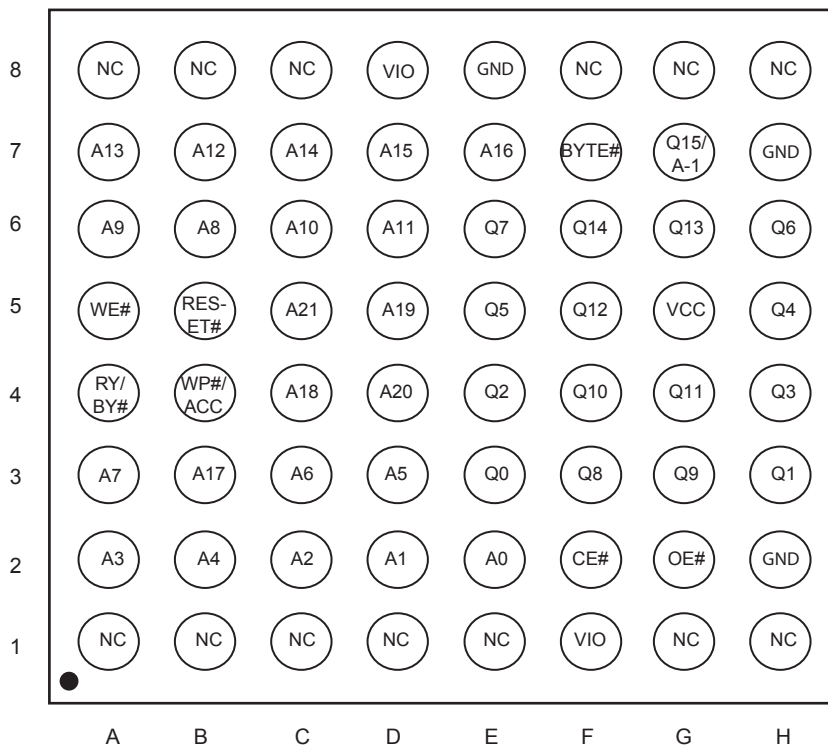 8 NC NC NC VIO GND NC NC NC
7 A13 A12 A14 A15 A16 BYTE# Q15/ A-1 GND
6 A9 A8 A10 A11 Q7 Q14 Q13 Q6
5 WE# RES- ET# A21 A19 Q5 Q12 VCC Q4
4 RY/ BY# WP#/ ACC A18 A20 Q2 Q10 Q11 Q3
3 A7 A17 A6 A5 Q0 Q8 Q9 Q1
2 A3 A4 A2 A1 A0 CE# OE# GND
1 NC NC NC NC NC VIO NC NC
A B C D E F G H